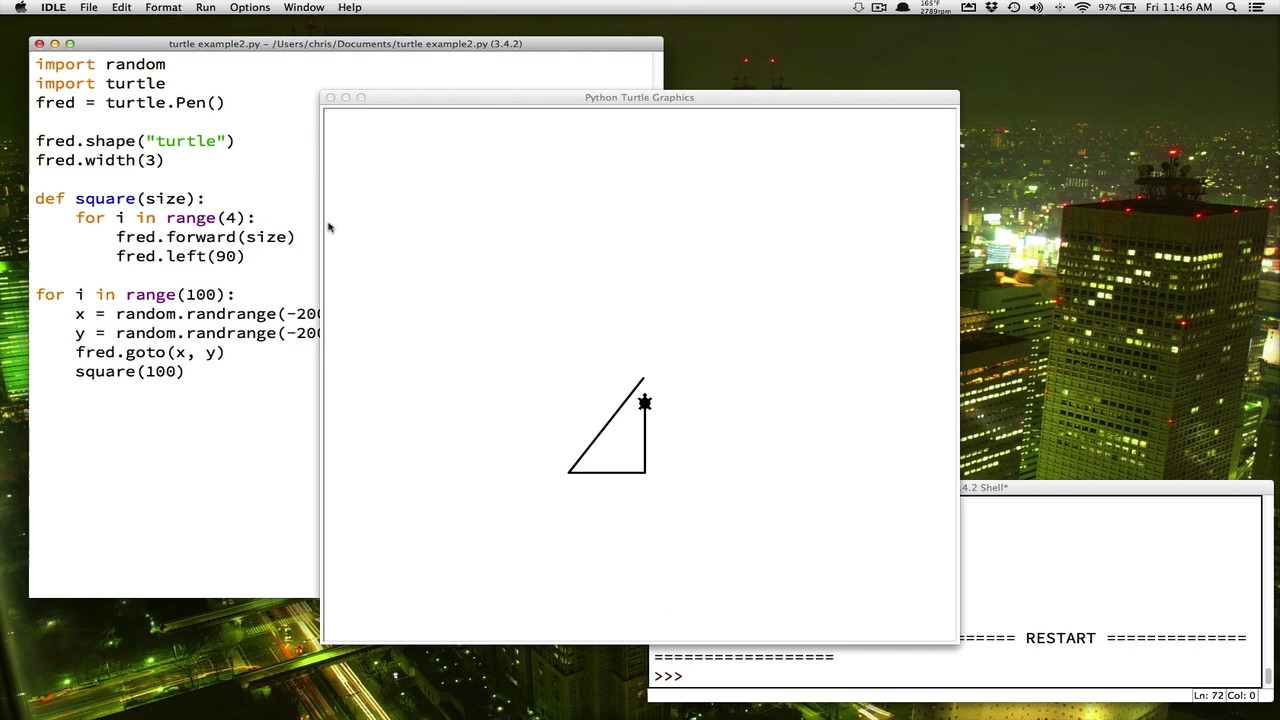 IDLE File Edit Format Run Options Window Help
165°F
2789rpm
97% Fri 11:46 AM
turtle example2.py – /Users/chris/Documents/turtle example2.py (3.4.2)
import random
import turtle
fred = turtle.Pen()
fred.shape("turtle")
fred.width(3)
def square(size):
for i in range(4):
fred.forward(size)
fred.left(90)
for i in range(100):
x = random.randrange(-200
y = random.randrange(-200
fred.goto(x, y)
square(100)
Python Turtle Graphics
4.2 Shell*
====== RESTART ==============
==================
>>>
Ln: 72 Col: 0